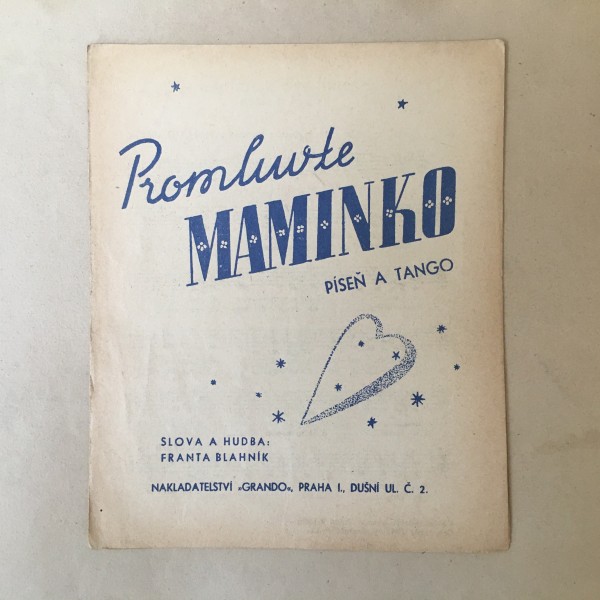 Promluvte
MAMINKO
PÍSEŇ A TANGO
SLOVA A HUDBA:
FRANTA BLAHNÍK
NAKLADATELSTVÍ »GRANDO«, PRAHA I., DUŠNÍ UL. Č. 2.